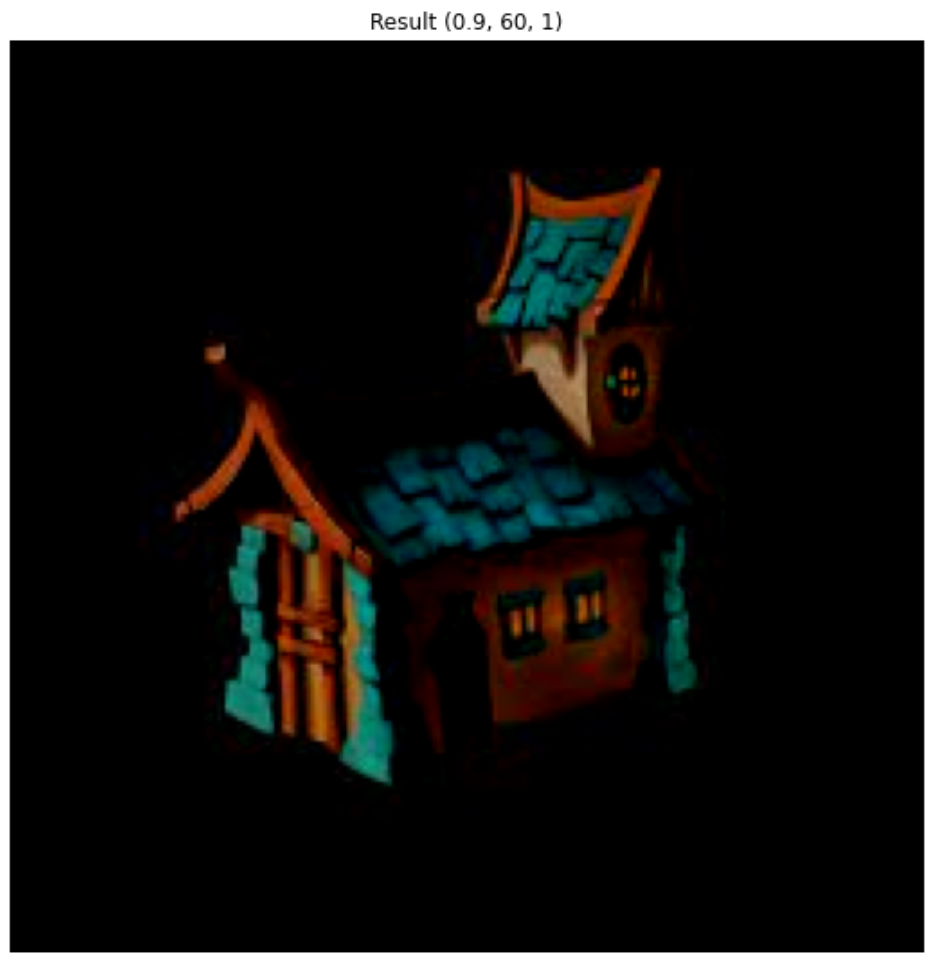 Result (0.9, 60, 1)